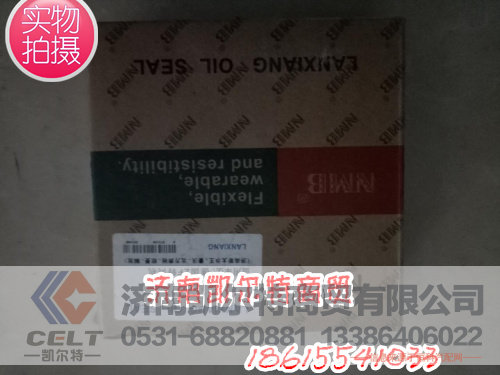 实物
拍摄
LANXIANG OIL SEAL
NMB
Flexible,
wearable,
and resistibility.
LANXIANG
济南凯尔特商贸
济南凯尔特商贸有限公司
CELT
凯尔特
0531-68820881 13386406022
18615541033